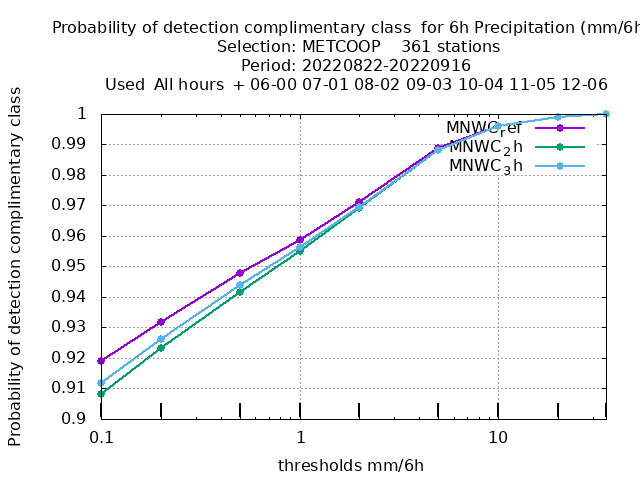 Probability of detection complimentary class  for 6h Precipitation (mm/6h
Selection: METCOOP    361 stations
Period: 20220822-20220916
Used  All hours  + 06-00 07-01 08-02 09-03 10-04 11-05 12-06
Probability of detection complimentary class
1
0.99
0.98
0.97
0.96
0.95
0.94
0.93
0.92
0.91
0.9
MNWCref
MNWC2h
MNWC3h
0.1
1
10
thresholds mm/6h